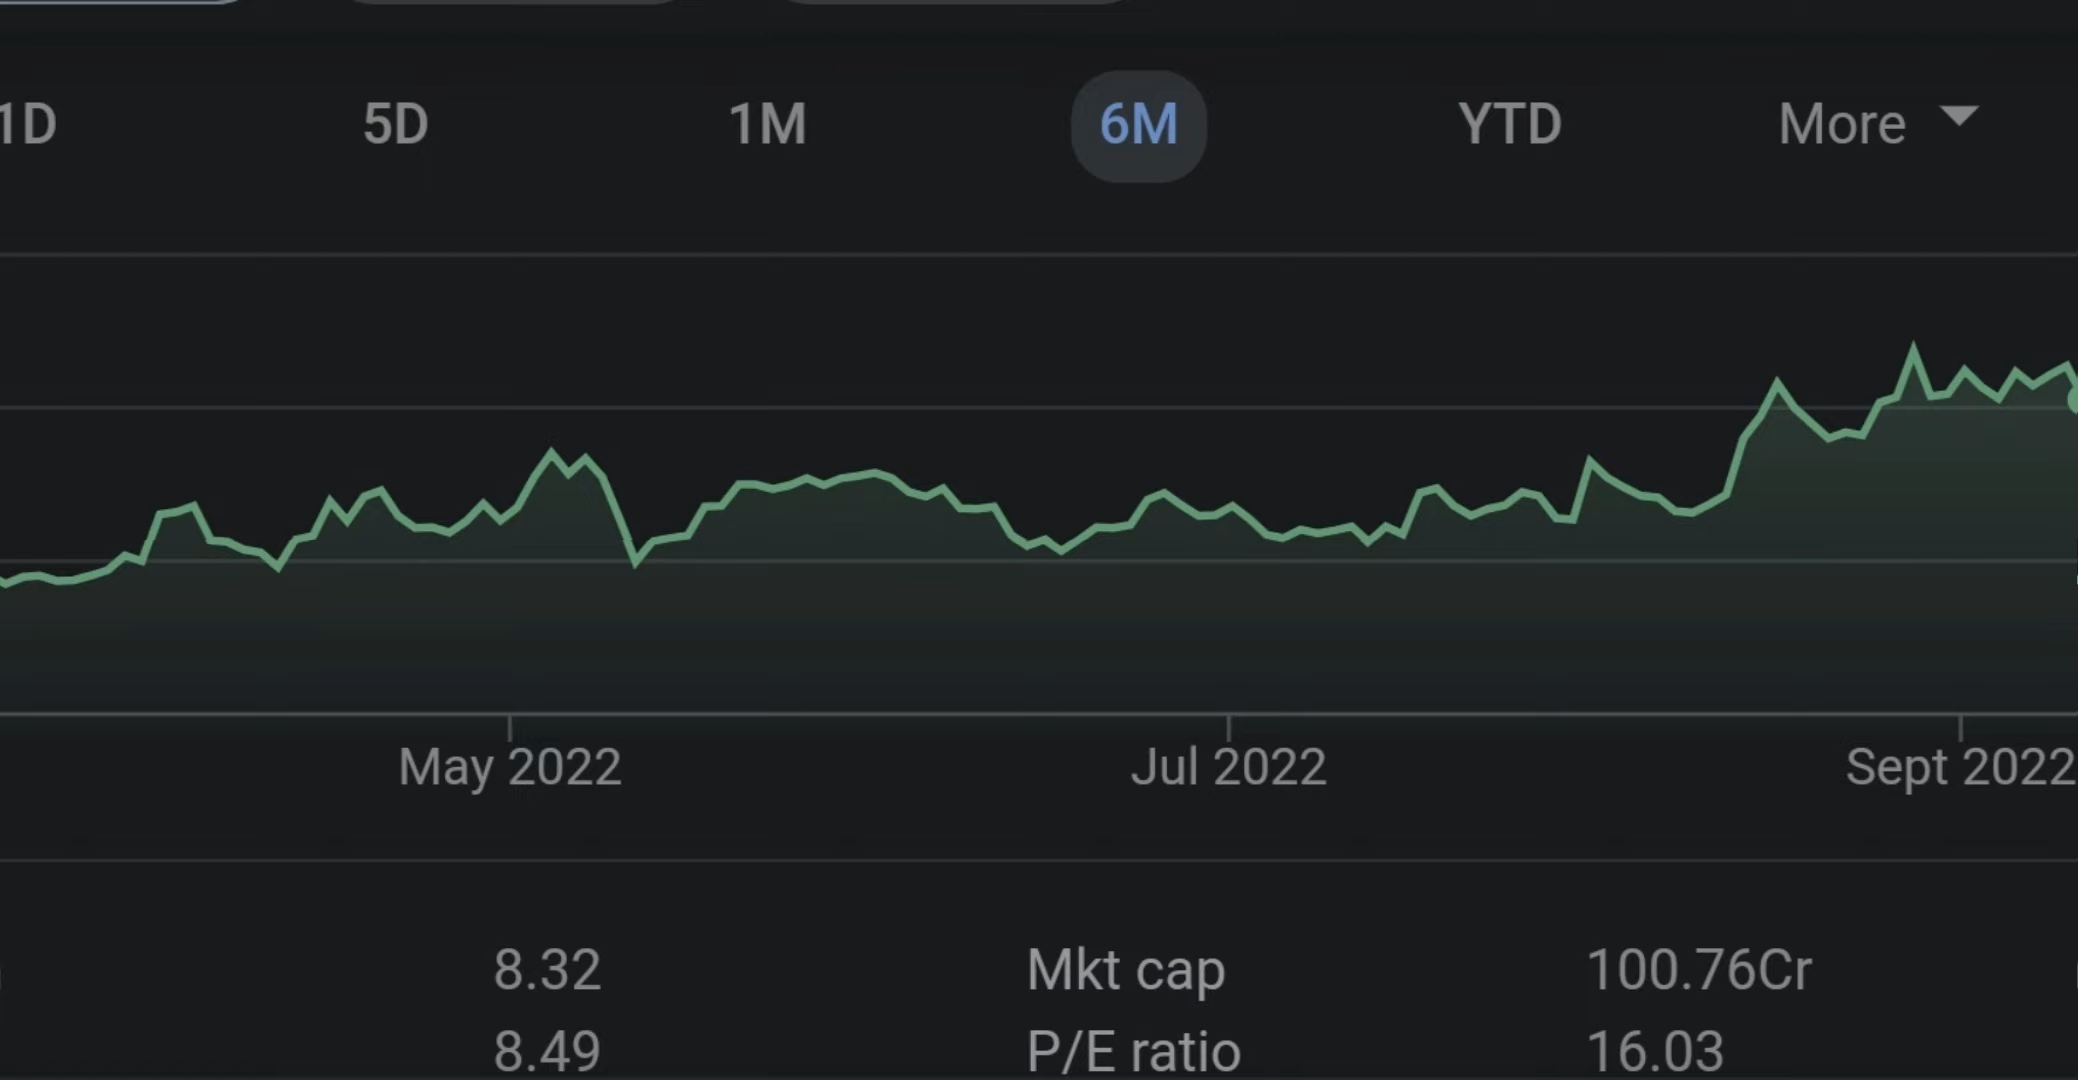 1D 5D 1M 6M YTD More
May 2022 Jul 2022 Sept 2022
8.32 Mkt cap 100.76Cr
8.49 P/E ratio 16.03